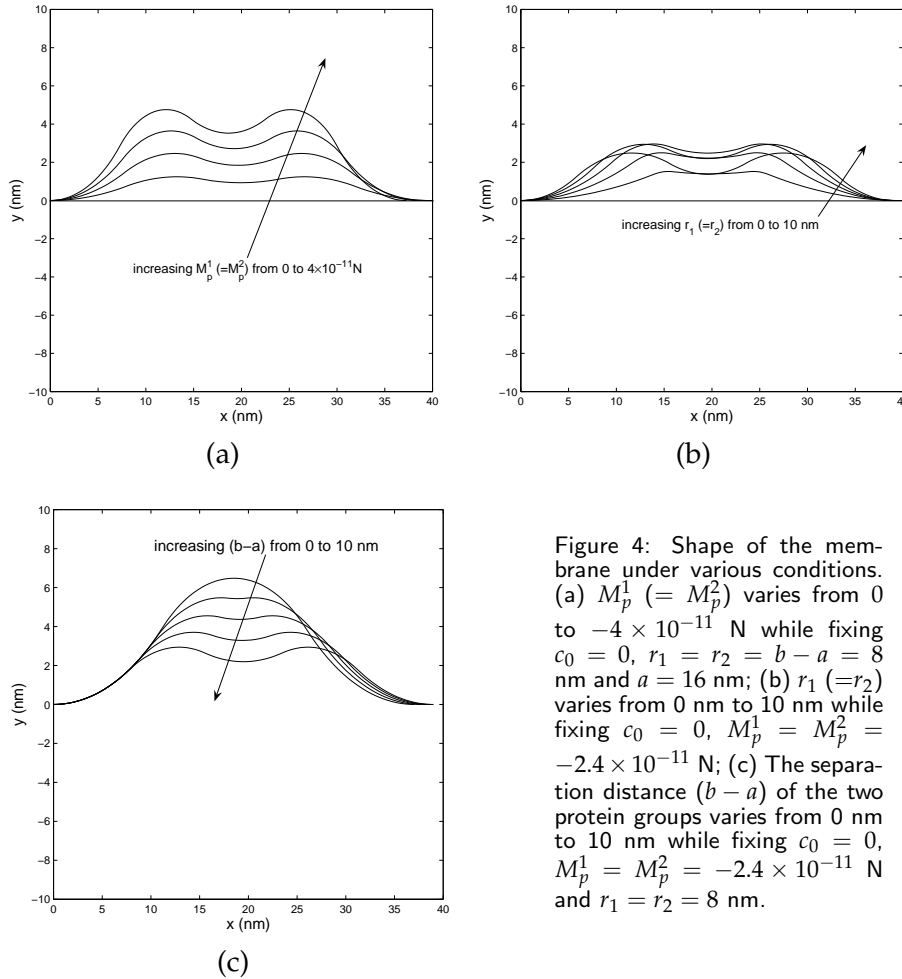 10
8
6
4
2
0
−2
−4
−6
−8
−10
y (nm)
increasing M_p^1 (=M_p^2) from 0 to 4×10^−11N
0 5 10 15 20 25 30 35 40
x (nm)
(a)
10
8
6
4
2
0
−2
−4
−6
−8
−10
y (nm)
increasing r_1 (=r_2) from 0 to 10 nm
0 5 10 15 20 25 30 35 40
x (nm)
(b)
10
8
6
4
2
0
−2
−4
−6
−8
−10
y (nm)
increasing (b−a) from 0 to 10 nm
0 5 10 15 20 25 30 35 40
x (nm)
(c)
Figure 4: Shape of the mem-
brane under various conditions.
(a) M_p^1 (= M_p^2) varies from 0
to −4 × 10^−11 N while fixing
c_0 = 0, r_1 = r_2 = b − a = 8
nm and a = 16 nm; (b) r_1 (=r_2)
varies from 0 nm to 10 nm while
fixing c_0 = 0, M_p^1 = M_p^2 =
−2.4 × 10^−11 N; (c) The separa-
tion distance (b − a) of the two
protein groups varies from 0 nm
to 10 nm while fixing c_0 = 0,
M_p^1 = M_p^2 = −2.4 × 10^−11 N
and r_1 = r_2 = 8 nm.